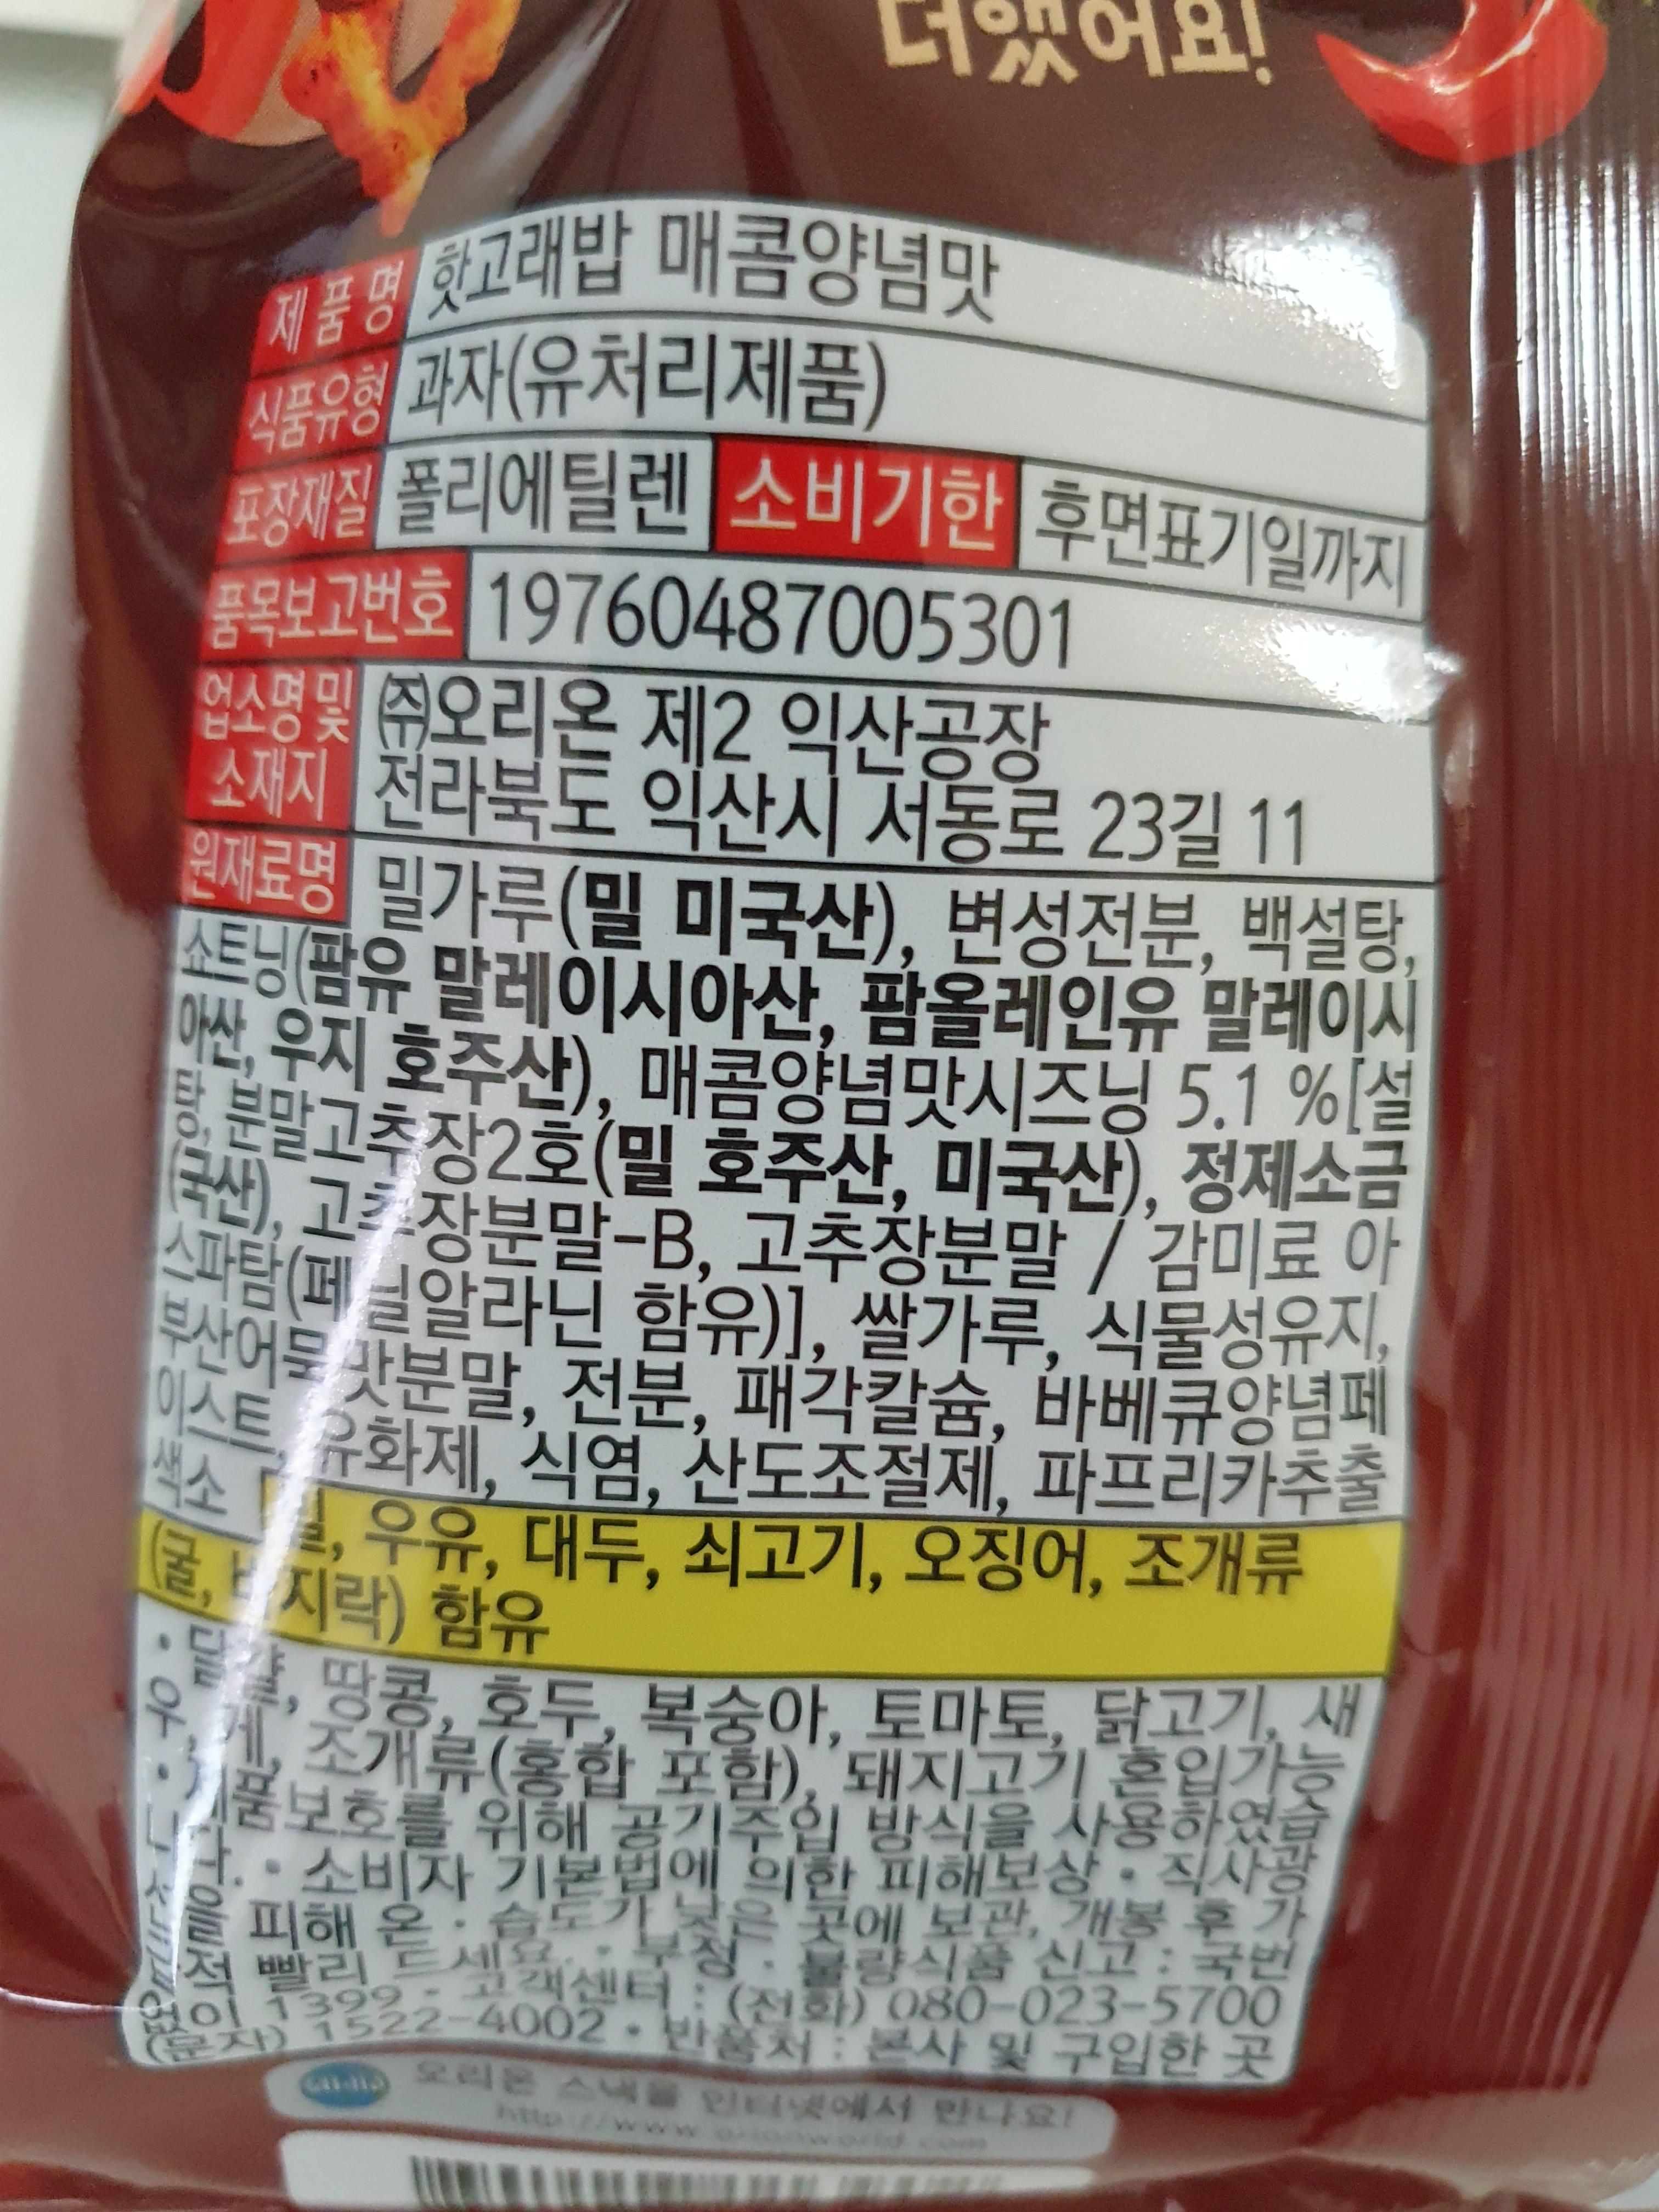 더했어요!
제품명 핫고래밥 매콤양념맛
식품유형 과자(유처리제품)
포장재질 폴리에틸렌 소비기한 후면표기일까지
품목보고번호 19760487005301
업소명 및 ㈜오리온 제2 익산공장
소재지 전라북도 익산시 서동로 23길 11
원재료명 밀가루(밀 미국산), 변성전분, 백설탕,
쇼트닝(팜유 말레이시아산, 팜올레인유 말레이시
아산, 우지 호주산), 매콤양념맛시즈닝 5.1 %[설
탕, 분말고추장2호(밀 호주산, 미국산), 정제소금
(국산), 고추장분말-B, 고추장분말 / 감미료 아
스파탐(페닐알라닌 함유)], 쌀가루, 식물성유지,
부산어묵맛분말, 전분, 패각칼슘, 바베큐양념페
이스트, 유화제, 식염, 산도조절제, 파프리카추출
색소
밀, 우유, 대두, 쇠고기, 오징어, 조개류
(굴, 바지락) 함유
• 달걀, 땅콩, 호두, 복숭아, 토마토, 닭고기, 새
우, 게, 조개류(홍합 포함), 돼지고기 혼입가능
• 제품보호를 위해 공기주입 방식을 사용하였습
니다. • 소비자 기본법에 의한 피해보상 • 직사광
선을 피해 온·습도가 낮은 곳에 보관, 개봉 후 가
급적 빨리 드세요. • 부정·불량식품 신고 : 국번
없이 1399 • 고객센터 : (전화) 080-023-5700
(문자) 1522-4002 • 반품처 : 본사 및 구입한 곳
오리온 스낵을 인터넷에서 만나요!
http://www.orionworld.com